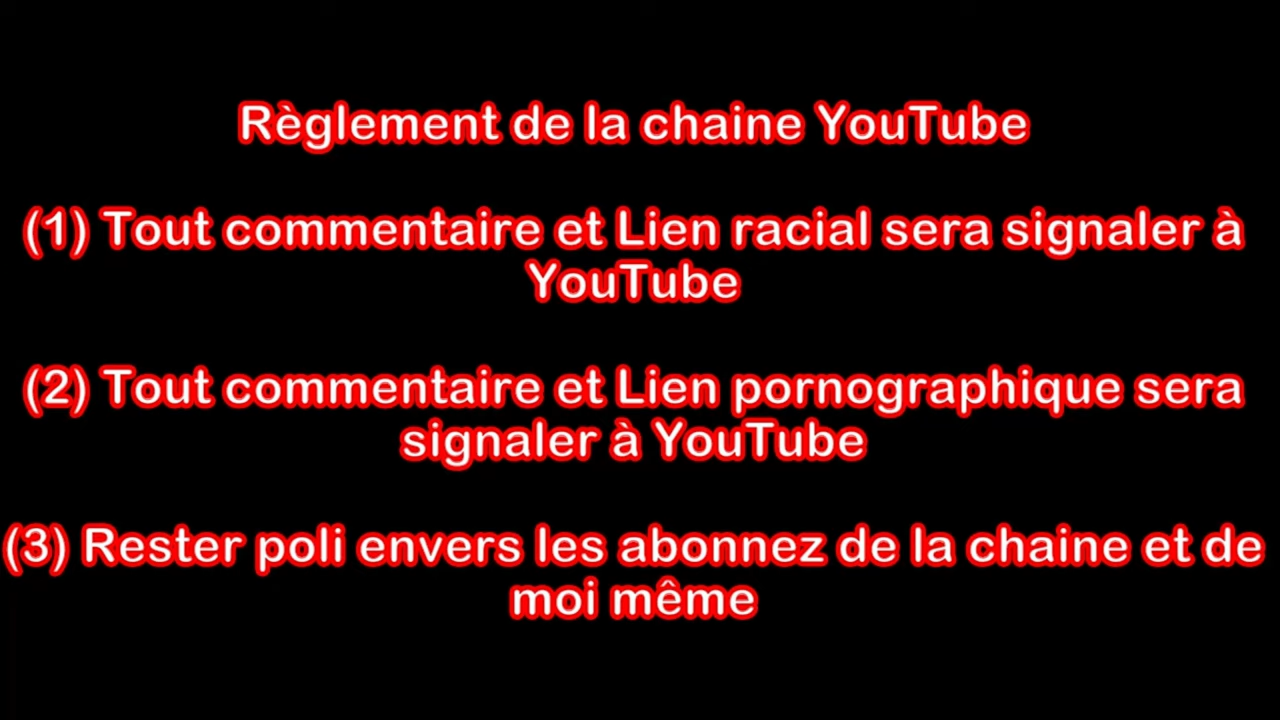 Règlement de la chaine YouTube
(1) Tout commentaire et Lien racial sera signaler à
YouTube
(2) Tout commentaire et Lien pornographique sera
signaler à YouTube
(3) Rester poli envers les abonnez de la chaine et de
moi même